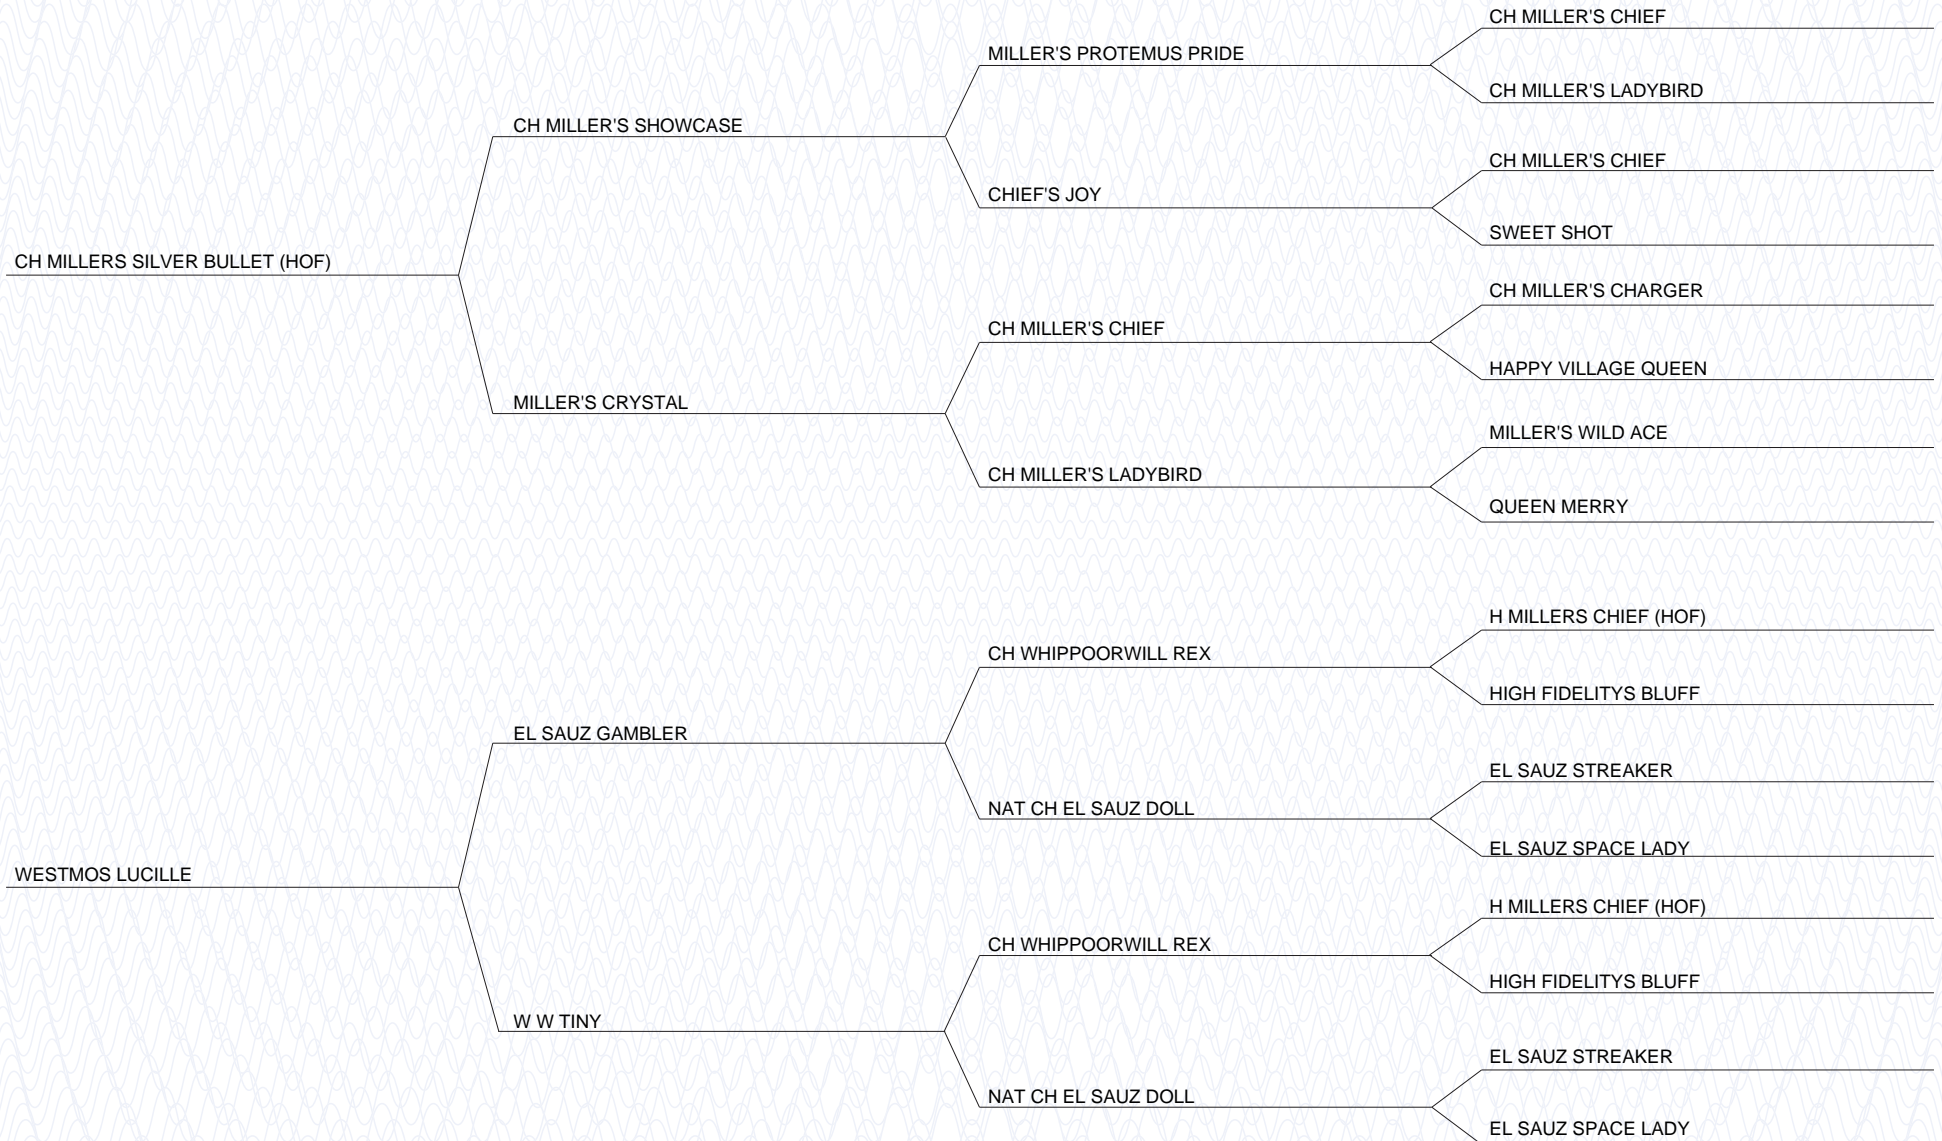 CH MILLER'S CHIEF
MILLER'S PROTEMUS PRIDE
CH MILLER'S LADYBIRD
CH MILLER'S SHOWCASE
CH MILLER'S CHIEF
CHIEF'S JOY
SWEET SHOT
CH MILLERS SILVER BULLET (HOF)
CH MILLER'S CHARGER
CH MILLER'S CHIEF
HAPPY VILLAGE QUEEN
MILLER'S CRYSTAL
MILLER'S WILD ACE
CH MILLER'S LADYBIRD
QUEEN MERRY
H MILLERS CHIEF (HOF)
CH WHIPPOORWILL REX
HIGH FIDELITYS BLUFF
EL SAUZ GAMBLER
EL SAUZ STREAKER
NAT CH EL SAUZ DOLL
EL SAUZ SPACE LADY
WESTMOS LUCILLE
H MILLERS CHIEF (HOF)
CH WHIPPOORWILL REX
HIGH FIDELITYS BLUFF
W W TINY
EL SAUZ STREAKER
NAT CH EL SAUZ DOLL
EL SAUZ SPACE LADY